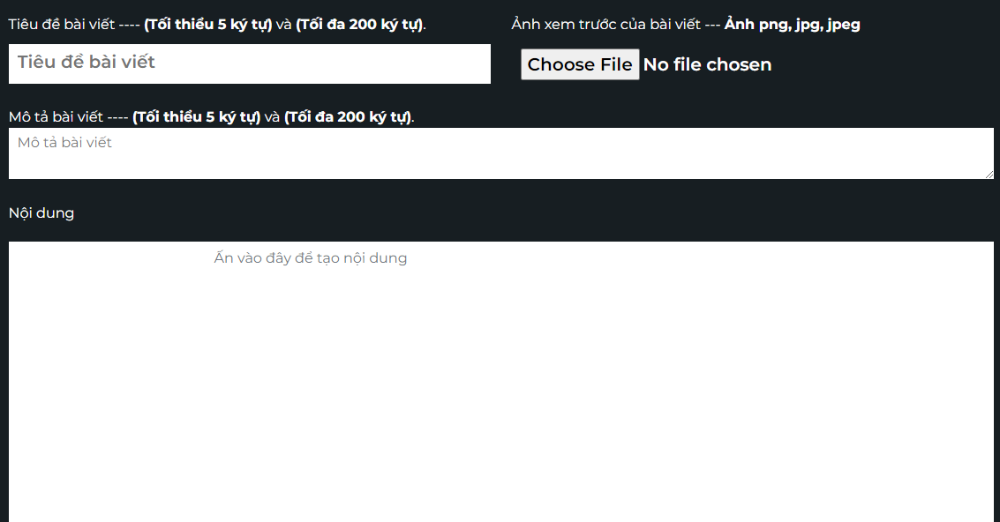 Tiêu đề bài viết ---- (Tối thiểu 5 ký tự) và (Tối đa 200 ký tự).
Ảnh xem trước của bài viết --- Ảnh png, jpg, jpeg
Tiêu đề bài viết
Choose File No file chosen
Mô tả bài viết ---- (Tối thiểu 5 ký tự) và (Tối đa 200 ký tự).
Mô tả bài viết
Nội dung
Ấn vào đây để tạo nội dung